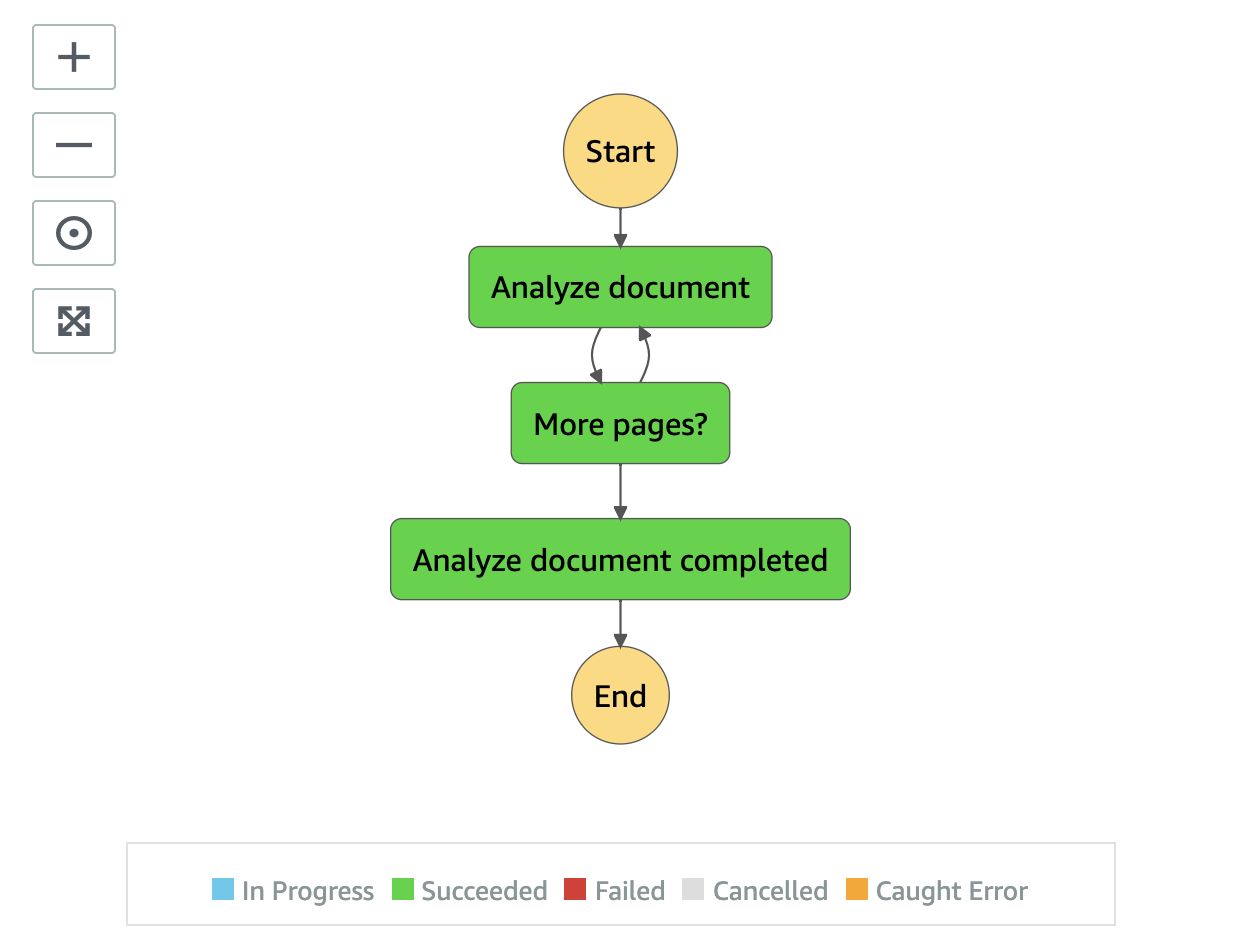 Start
Analyze document
More pages?
Analyze document completed
End
In Progress Succeeded Failed Cancelled Caught Error